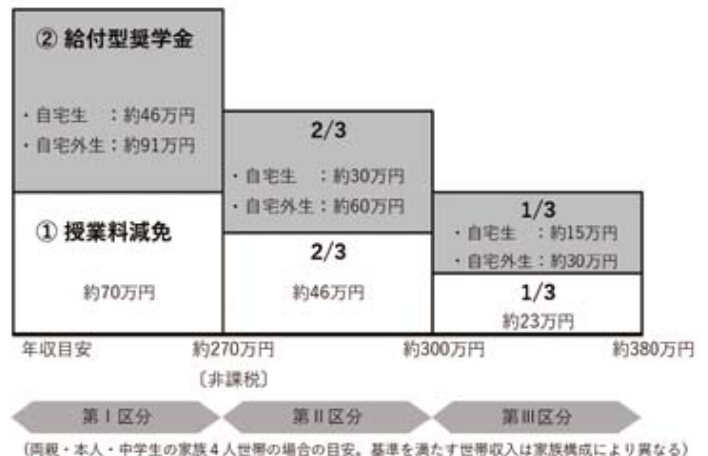 ② 給付型奨学金
・自宅生　：約46万円
・自宅外生：約91万円
① 授業料減免
約70万円
2/3
・自宅生　：約30万円
・自宅外生：約60万円
2/3
約46万円
1/3
・自宅生　：約15万円
・自宅外生：約30万円
1/3
約23万円
年収目安　約270万円　約300万円　約380万円
〔非課税〕
第Ⅰ区分　第Ⅱ区分　第Ⅲ区分
(両親・本人・中学生の家族4人世帯の場合の目安。基準を満たす世帯収入は家族構成により異なる)